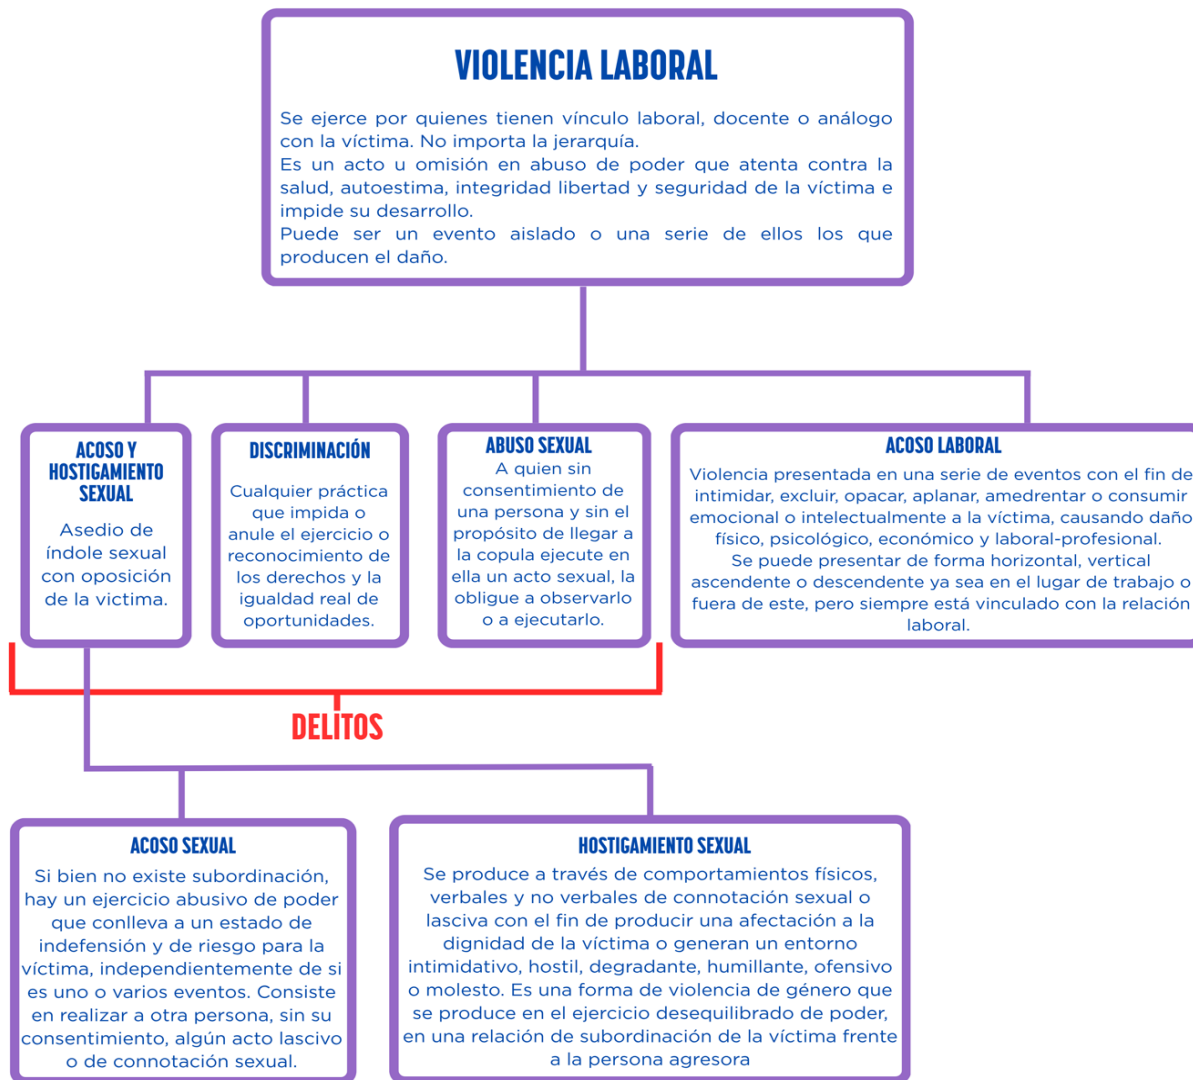 VIOLENCIA LABORAL
Se ejerce por quienes tienen vínculo laboral, docente o análogo
con la víctima. No importa la jerarquía.
Es un acto u omisión en abuso de poder que atenta contra la
salud, autoestima, integridad libertad y seguridad de la víctima e
impide su desarrollo.
Puede ser un evento aislado o una serie de ellos los que
producen el daño.
ACOSO Y
HOSTIGAMIENTO
SEXUAL
Asedio de
índole sexual
con oposición
de la victima.
DISCRIMINACIÓN
Cualquier práctica
que impida o
anule el ejercicio o
reconocimiento de
los derechos y la
igualdad real de
oportunidades.
ABUSO SEXUAL
A quien sin
consentimiento de
una persona y sin el
propósito de llegar a
la copula ejecute en
ella un acto sexual, la
obligue a observarlo
o a ejecutarlo.
ACOSO LABORAL
Violencia presentada en una serie de eventos con el fin de
intimidar, excluir, opacar, aplanar, amedrentar o consumir
emocional o intelectualmente a la víctima, causando daño
físico, psicológico, económico y laboral-profesional.
Se puede presentar de forma horizontal, vertical
ascendente o descendente ya sea en el lugar de trabajo o
fuera de este, pero siempre está vinculado con la relación
laboral.
DELITOS
ACOSO SEXUAL
Si bien no existe subordinación,
hay un ejercicio abusivo de poder
que conlleva a un estado de
indefensión y de riesgo para la
víctima, independientemente de si
es uno o varios eventos. Consiste
en realizar a otra persona, sin su
consentimiento, algún acto lascivo
o de connotación sexual.
HOSTIGAMIENTO SEXUAL
Se produce a través de comportamientos físicos,
verbales y no verbales de connotación sexual o
lasciva con el fin de producir una afectación a la
dignidad de la víctima o generan un entorno
intimidativo, hostil, degradante, humillante, ofensivo
o molesto. Es una forma de violencia de género que
se produce en el ejercicio desequilibrado de poder,
en una relación de subordinación de la víctima frente
a la persona agresora